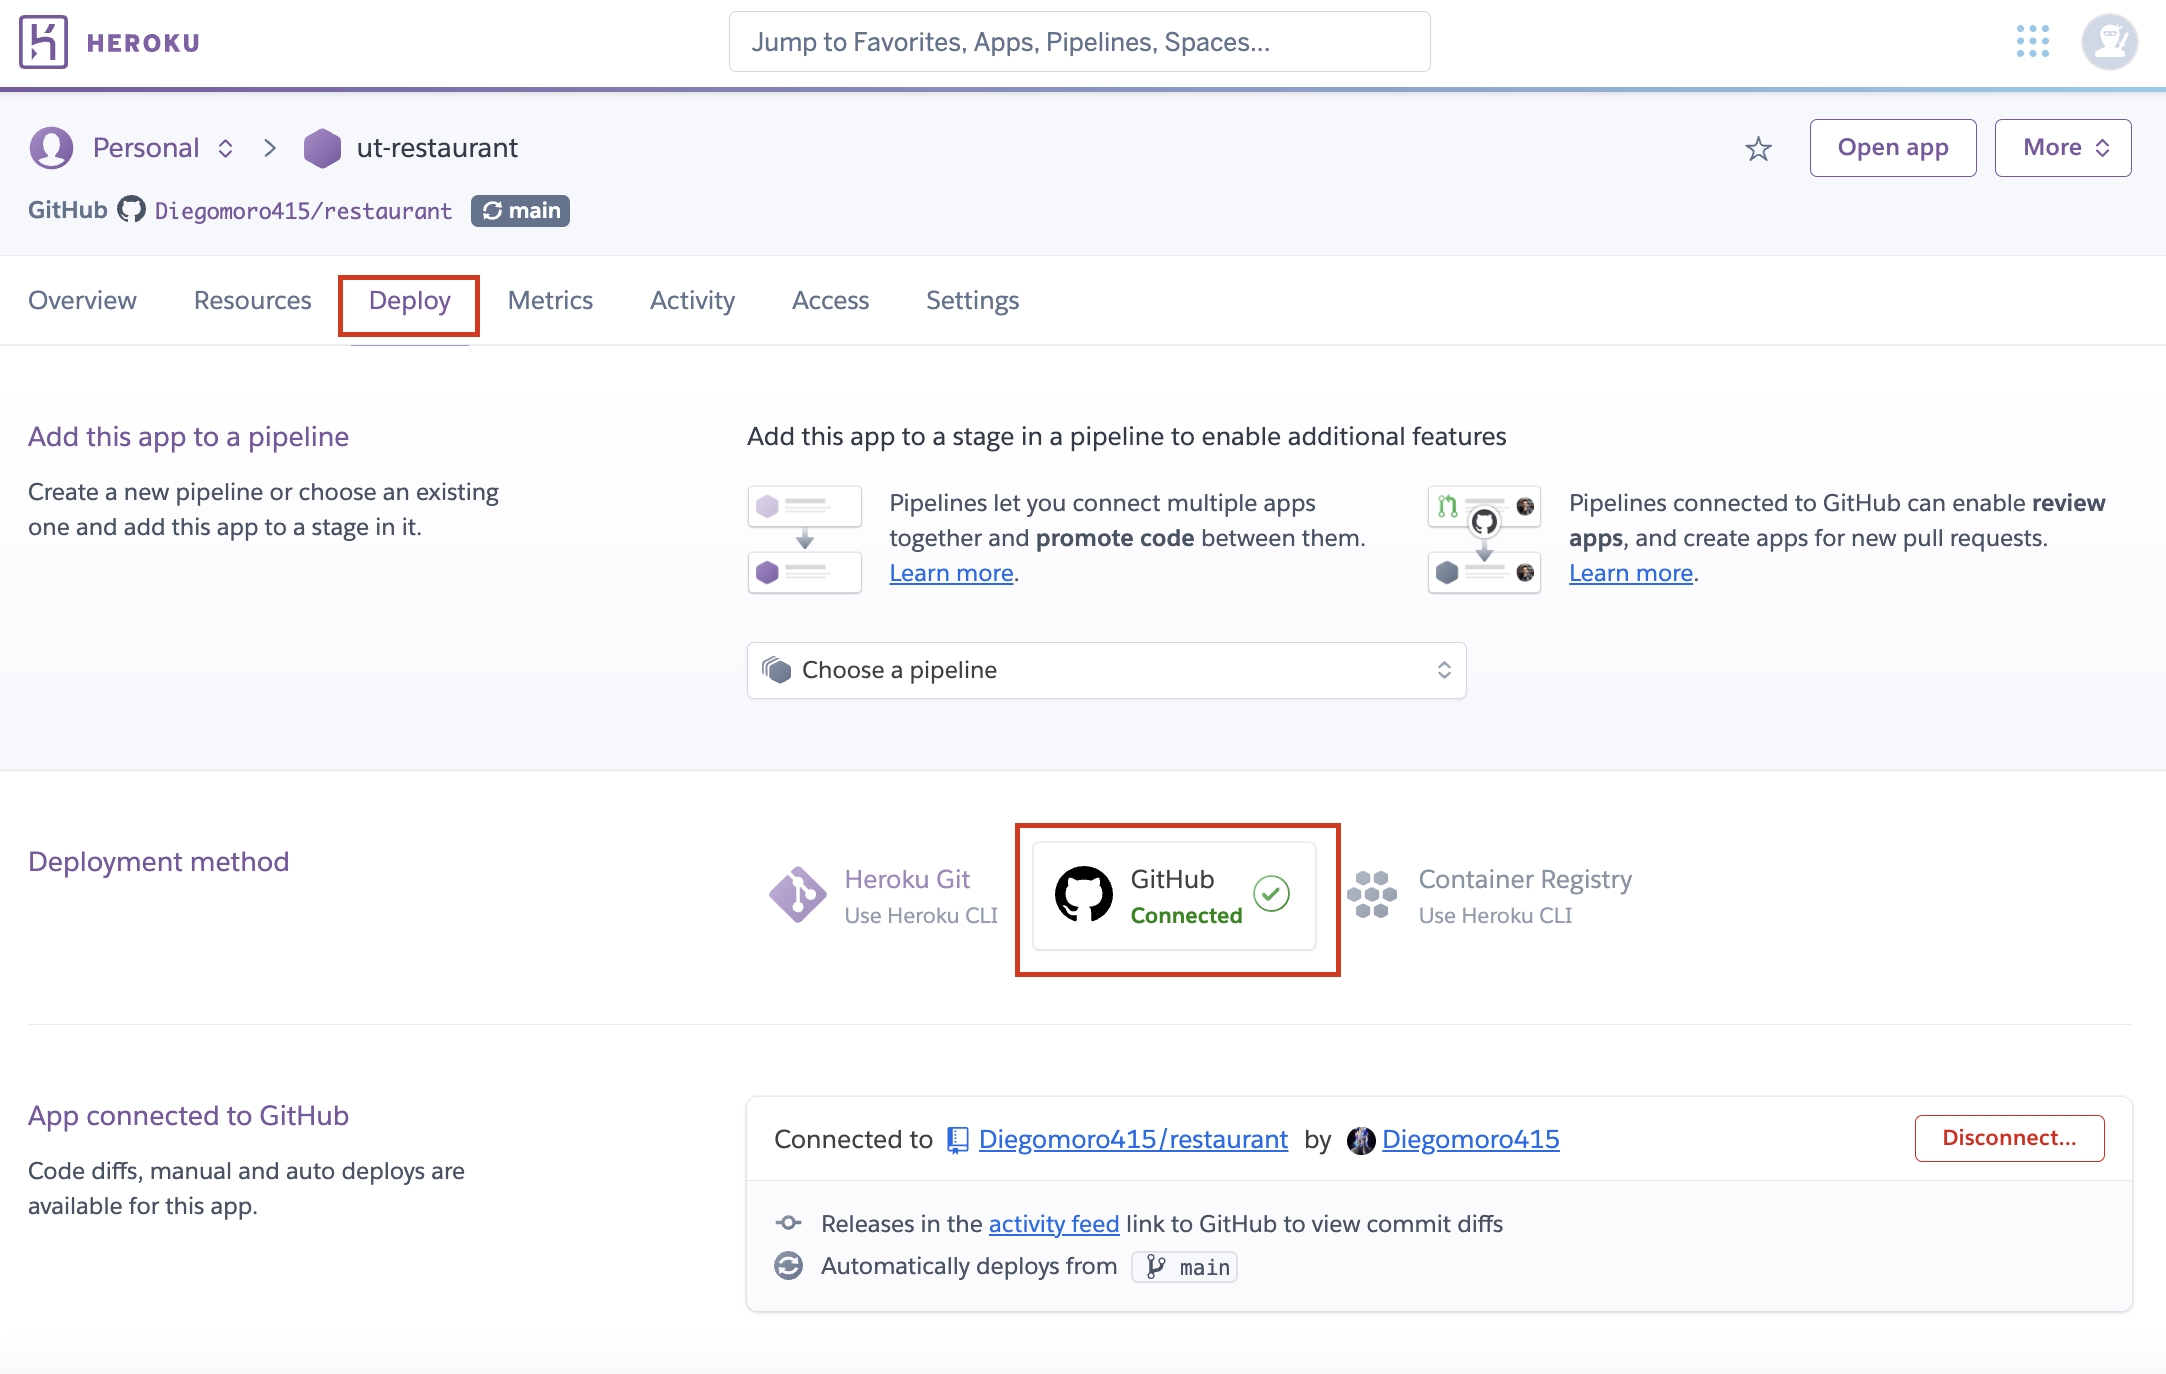 HEROKU
Jump to Favorites, Apps, Pipelines, Spaces...
Personal > ut-restaurant
Open app
More
GitHub Diegomoro415/restaurant main
Overview Resources Deploy Metrics Activity Access Settings
Add this app to a pipeline
Create a new pipeline or choose an existing
one and add this app to a stage in it.
Add this app to a stage in a pipeline to enable additional features
Pipelines let you connect multiple apps
together and promote code between them.
Learn more.
Pipelines connected to GitHub can enable review
apps, and create apps for new pull requests.
Learn more.
Choose a pipeline
Deployment method
Heroku Git
Use Heroku CLI
GitHub
Connected
Container Registry
Use Heroku CLI
App connected to GitHub
Code diffs, manual and auto deploys are
available for this app.
Connected to Diegomoro415/restaurant by Diegomoro415
Disconnect...
Releases in the activity feed link to GitHub to view commit diffs
Automatically deploys from main